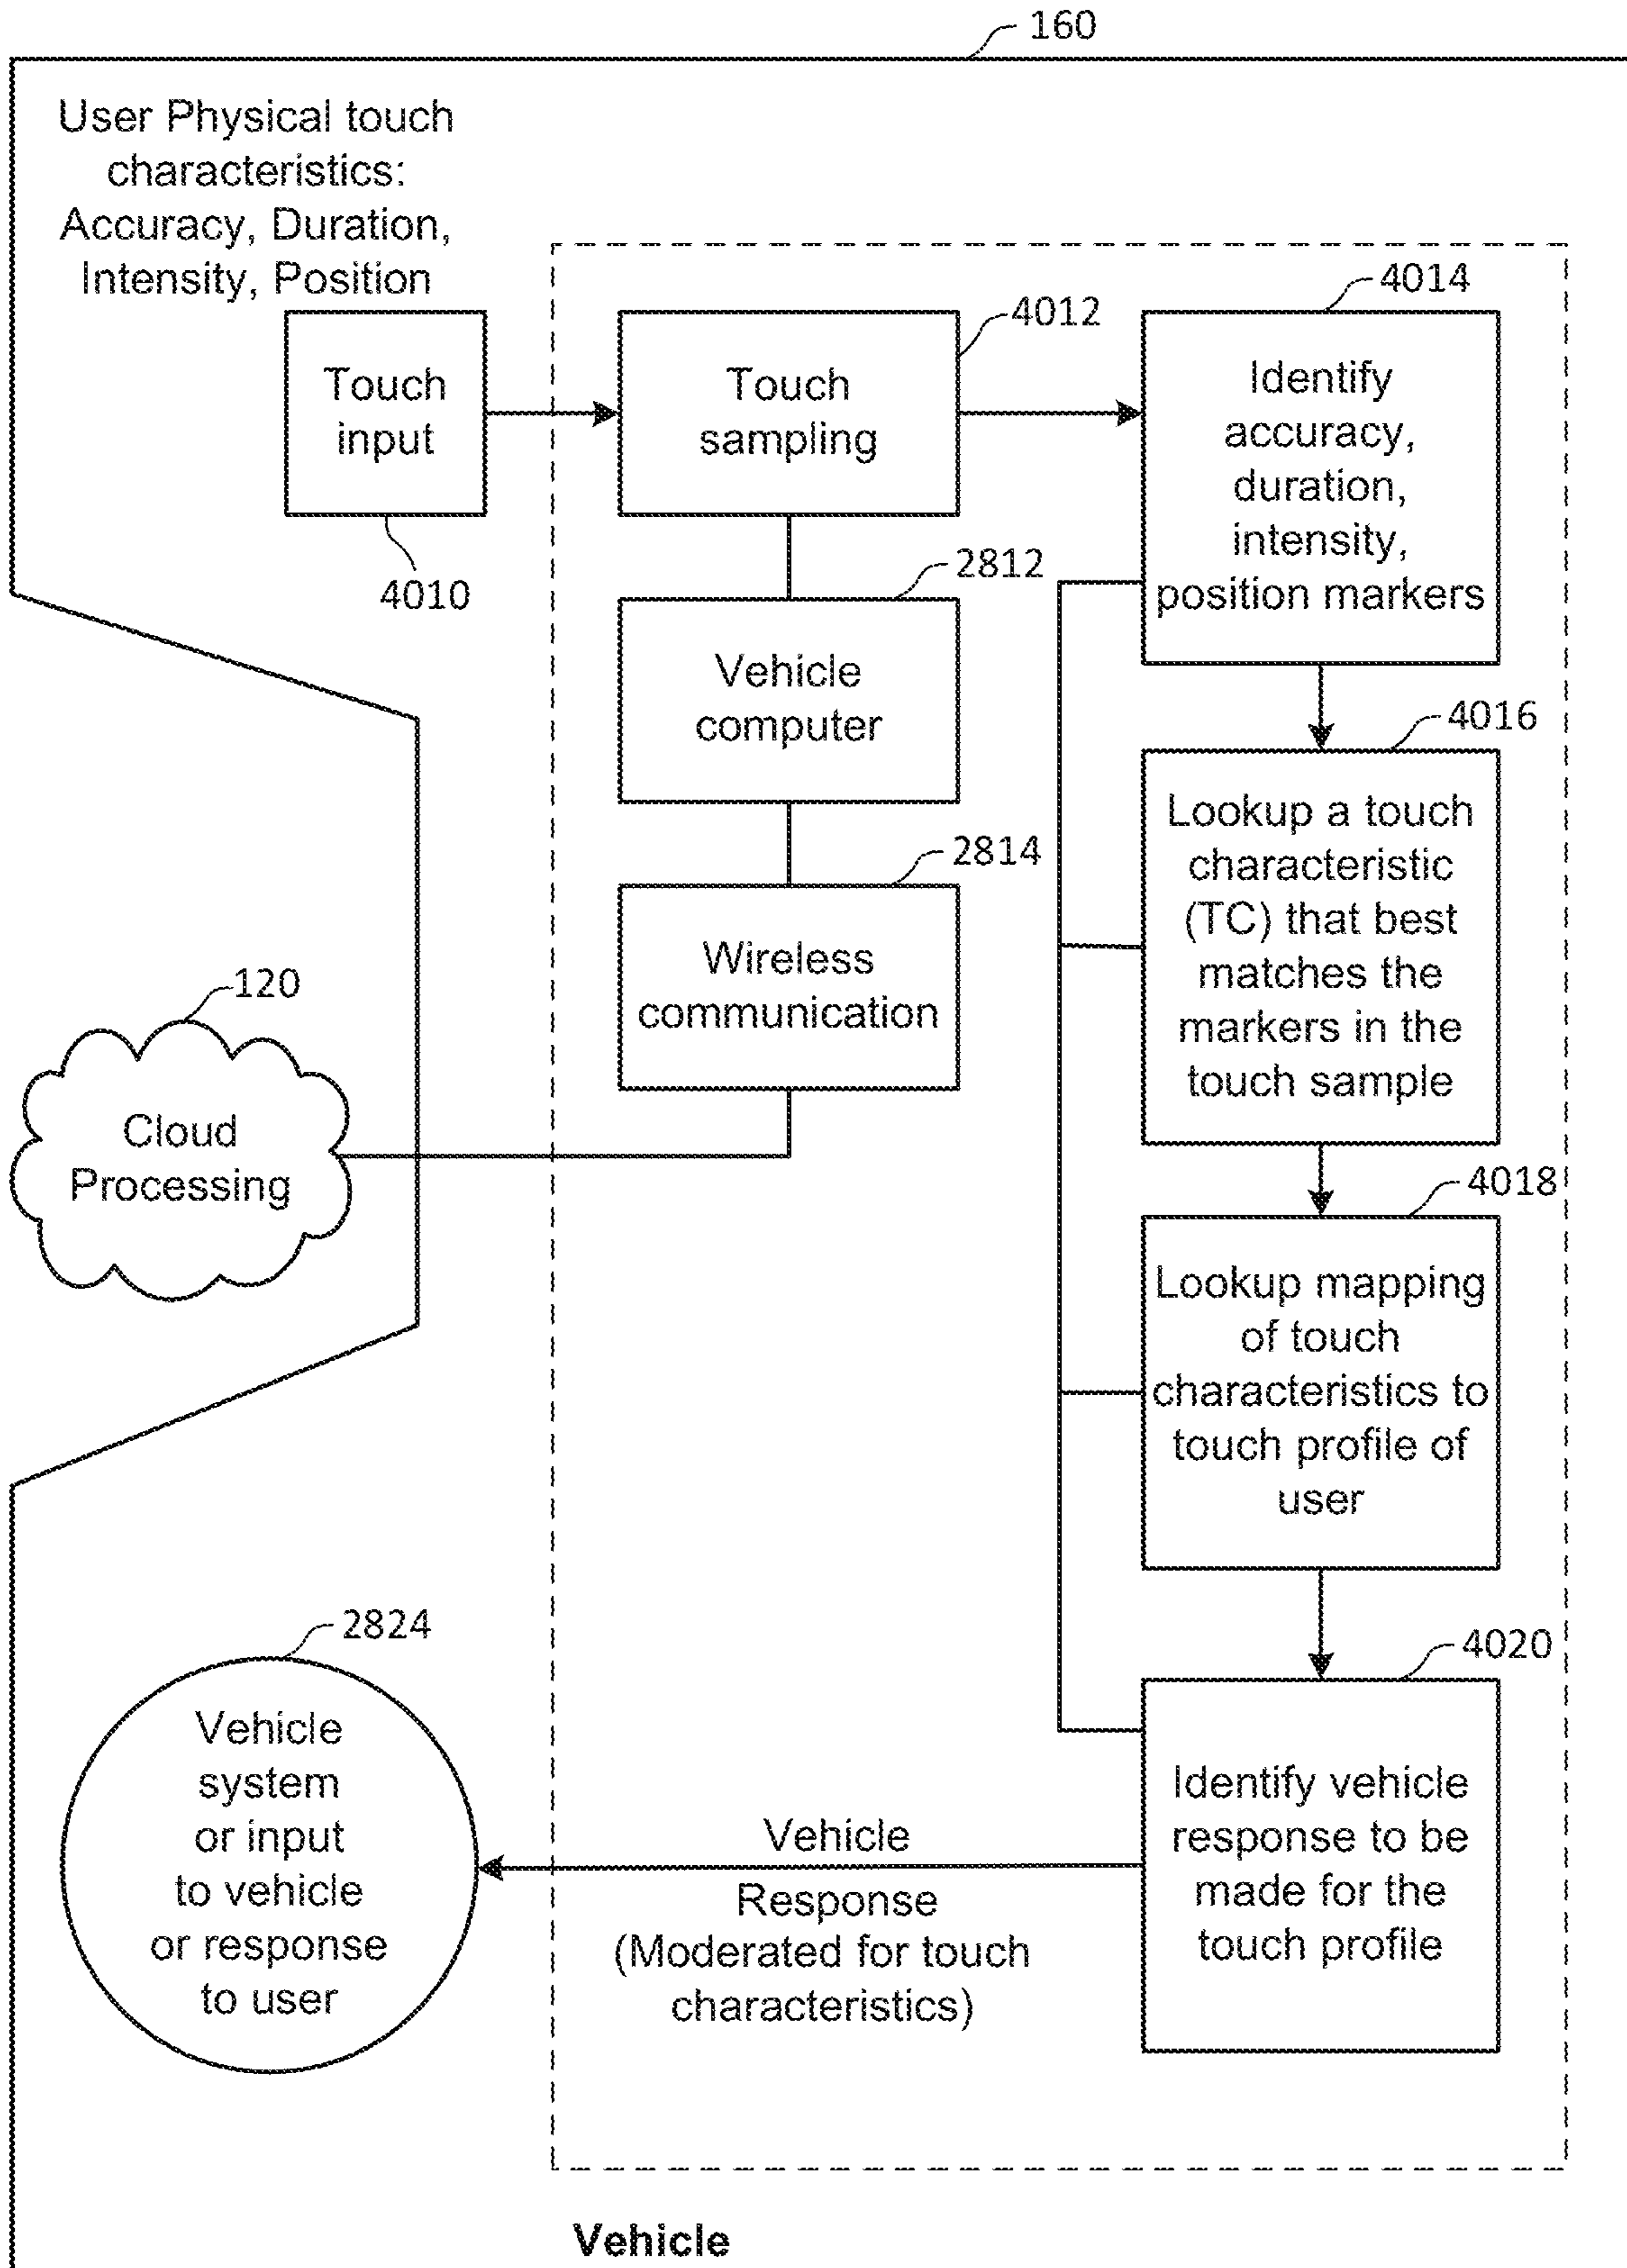 160
User Physical touch
characteristics:
Accuracy, Duration,
Intensity, Position
Touch
input
4010
4012
Touch
sampling
4014
Identify
accuracy,
duration,
intensity,
position markers
2812
Vehicle
computer
2814
Wireless
communication
120
Cloud
Processing
4016
Lookup a touch
characteristic
(TC) that best
matches the
markers in the
touch sample
4018
Lookup mapping
of touch
characteristics to
touch profile of
user
4020
Identify vehicle
response to be
made for the
touch profile
Vehicle
Response
(Moderated for touch
characteristics)
2824
Vehicle
system
or input
to vehicle
or response
to user
Vehicle